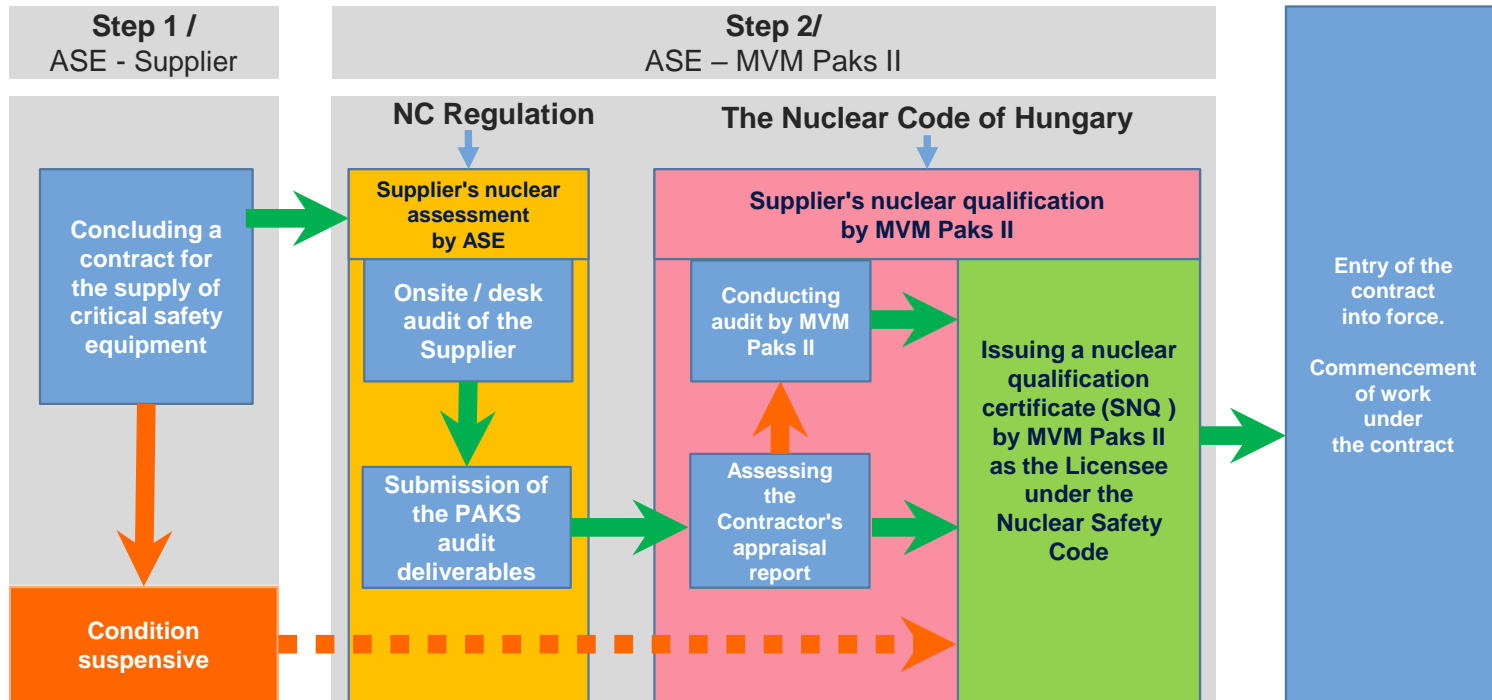 Step 1 /
ASE - Supplier
Step 2/
ASE – MVM Paks II
NC Regulation
The Nuclear Code of Hungary
Concluding a
contract for
the supply of
critical safety
equipment
Condition
suspensive
Supplier's nuclear
assessment
by ASE
Onsite / desk
audit of the
Supplier
Submission of
the PAKS
audit
deliverables
Supplier's nuclear qualification
by MVM Paks II
Conducting
audit by MVM
Paks II
Assessing
the
Contractor's
appraisal
report
Issuing a nuclear
qualification
certificate (SNQ )
by MVM Paks II
as the Licensee
under the
Nuclear Safety
Code
Entry of the
contract
into force.
Commencement
of work
under
the contract